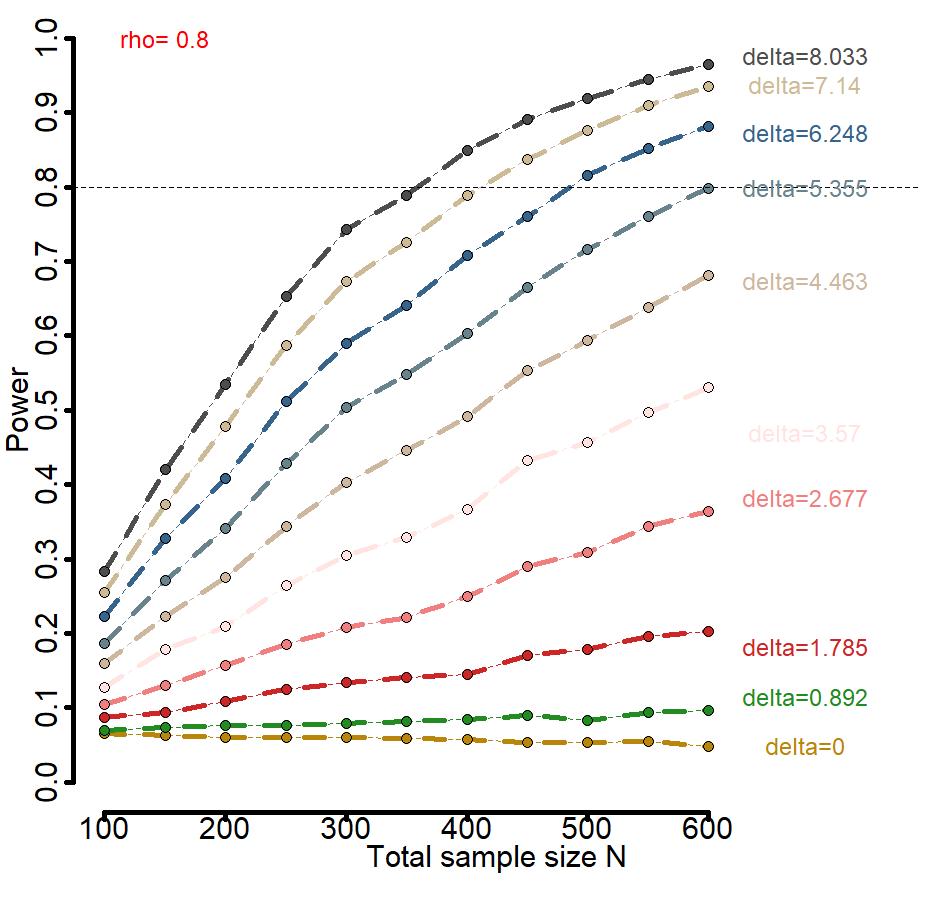 rho= 0.8
1.0
0.9
0.8
0.7
0.6
0.5
0.4
0.3
0.2
0.1
0.0
Power
delta=8.033
delta=7.14
delta=6.248
delta=5.355
delta=4.463
delta=3.57
delta=2.677
delta=1.785
delta=0.892
delta=0
100 200 300 400 500 600
Total sample size N